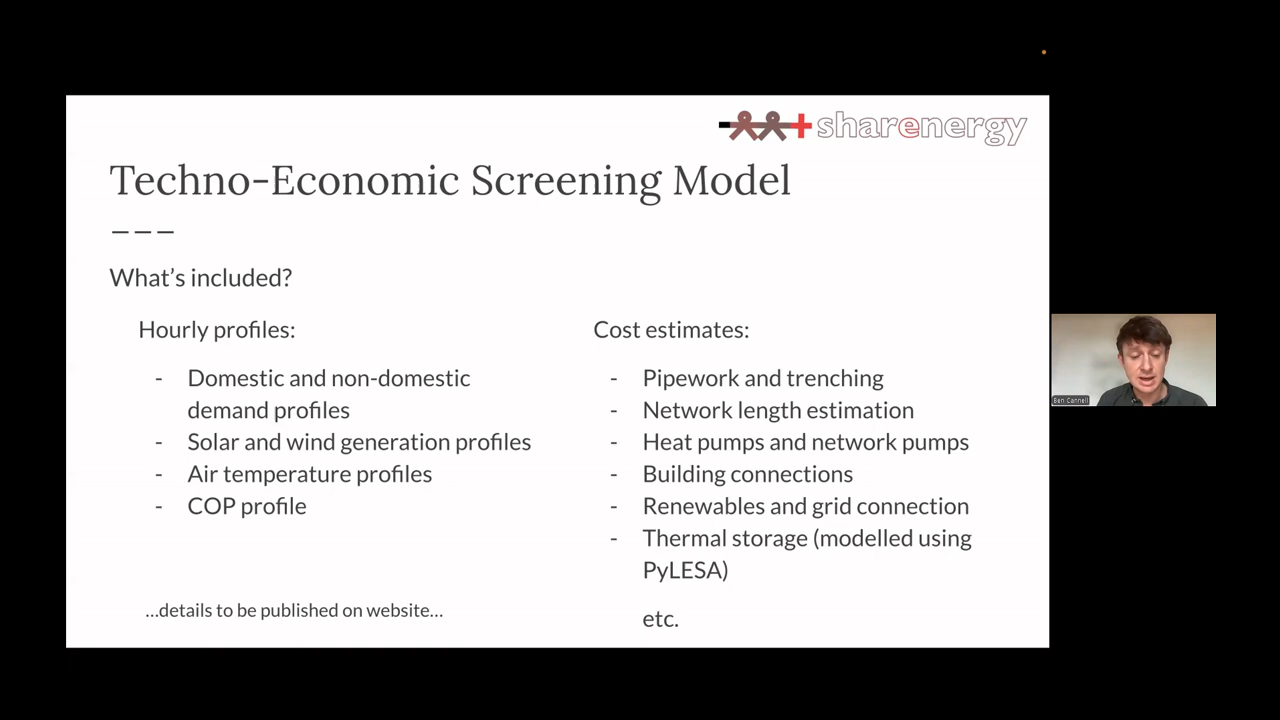 sharenergy
Techno-Economic Screening Model
What's included?
Hourly profiles:
- Domestic and non-domestic
demand profiles
- Solar and wind generation profiles
- Air temperature profiles
- COP profile
...details to be published on website...
Cost estimates:
- Pipework and trenching
- Network length estimation
- Heat pumps and network pumps
- Building connections
- Renewables and grid connection
- Thermal storage (modelled using
PyLESA)
etc.
Ben Cannell